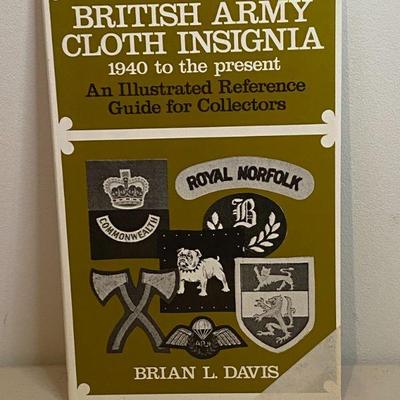 BRITISH ARMY
CLOTH INSIGNIA
1940 to the present
An Illustrated Reference
Guide for Collectors
ROYAL NORFOLK
COMMONWEALTH
B
BRIAN L. DAVIS